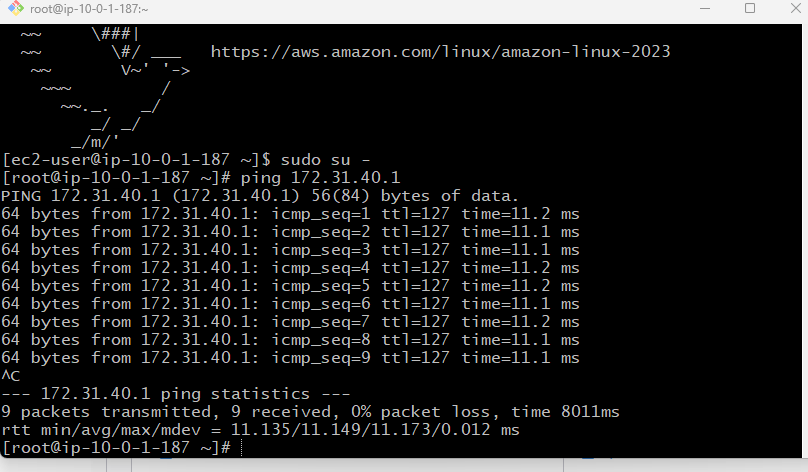 root@ip-10-0-1-187:~
~~     \###|
~~       \#/ ___   https://aws.amazon.com/linux/amazon-linux-2023
~~       V~' '->
~~~         /
~~._.   _/
_/ _/
_/m/'
[ec2-user@ip-10-0-1-187 ~]$ sudo su -
[root@ip-10-0-1-187 ~]# ping 172.31.40.1
PING 172.31.40.1 (172.31.40.1) 56(84) bytes of data.
64 bytes from 172.31.40.1: icmp_seq=1 ttl=127 time=11.2 ms
64 bytes from 172.31.40.1: icmp_seq=2 ttl=127 time=11.1 ms
64 bytes from 172.31.40.1: icmp_seq=3 ttl=127 time=11.1 ms
64 bytes from 172.31.40.1: icmp_seq=4 ttl=127 time=11.2 ms
64 bytes from 172.31.40.1: icmp_seq=5 ttl=127 time=11.2 ms
64 bytes from 172.31.40.1: icmp_seq=6 ttl=127 time=11.1 ms
64 bytes from 172.31.40.1: icmp_seq=7 ttl=127 time=11.2 ms
64 bytes from 172.31.40.1: icmp_seq=8 ttl=127 time=11.1 ms
64 bytes from 172.31.40.1: icmp_seq=9 ttl=127 time=11.1 ms
^C
--- 172.31.40.1 ping statistics ---
9 packets transmitted, 9 received, 0% packet loss, time 8011ms
rtt min/avg/max/mdev = 11.135/11.149/11.173/0.012 ms
[root@ip-10-0-1-187 ~]#